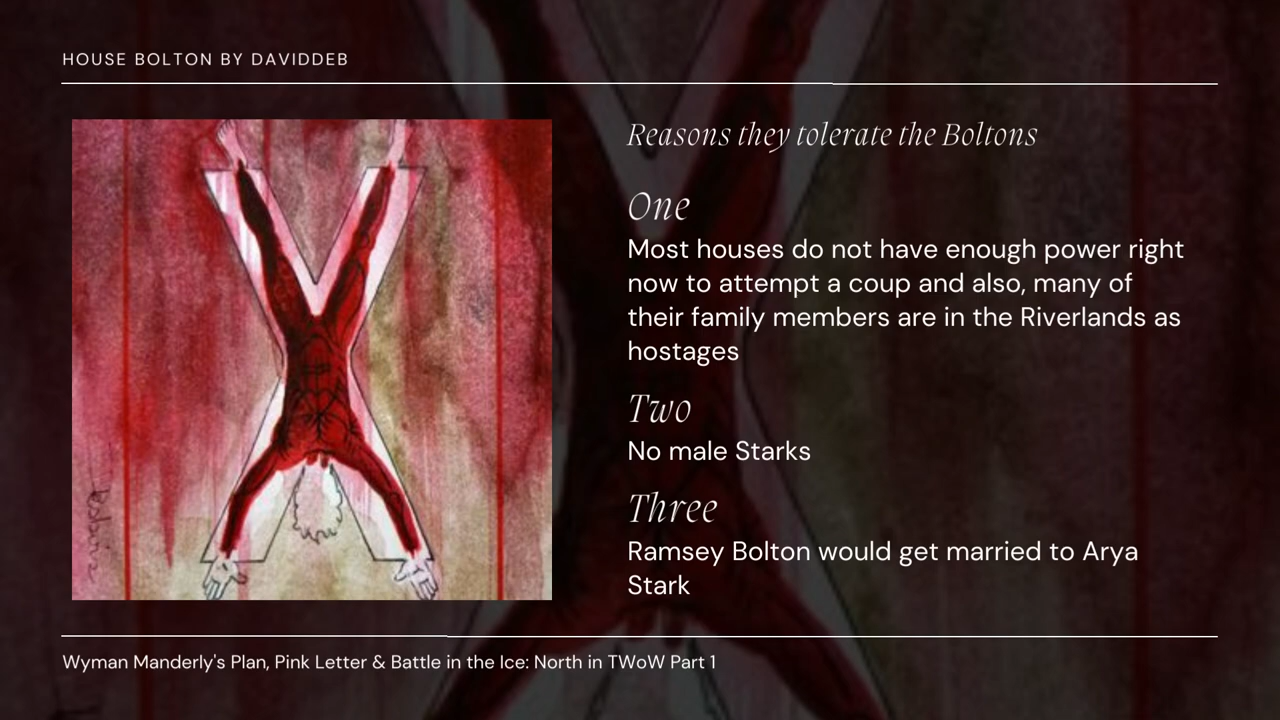 HOUSE BOLTON BY DAVIDDEB
Reasons they tolerate the Boltons
One
Most houses do not have enough power right
now to attempt a coup and also, many of
their family members are in the Riverlands as
hostages
Two
No male Starks
Three
Ramsey Bolton would get married to Arya
Stark
Wyman Manderly's Plan, Pink Letter & Battle in the Ice: North in TWoW Part 1